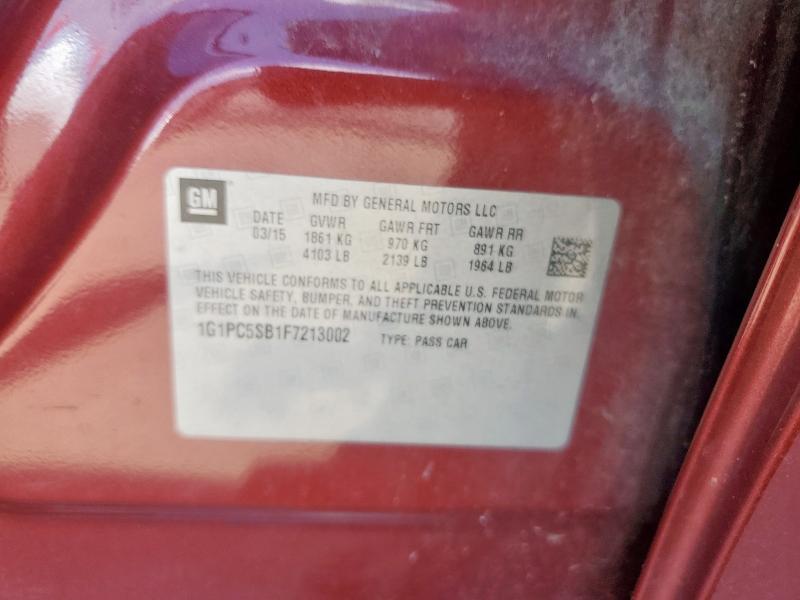 GM
MFD BY GENERAL MOTORS LLC
DATE GVWR GAWR FRT GAWR RR
03/15 1861 KG 970 KG 891 KG
4103 LB 2139 LB 1964 LB
THIS VEHICLE CONFORMS TO ALL APPLICABLE U.S. FEDERAL MOTOR
VEHICLE SAFETY, BUMPER, AND THEFT PREVENTION STANDARDS IN
EFFECT ON THE DATE OF MANUFACTURE SHOWN ABOVE.
1G1PC5SB1F7213002 TYPE: PASS CAR